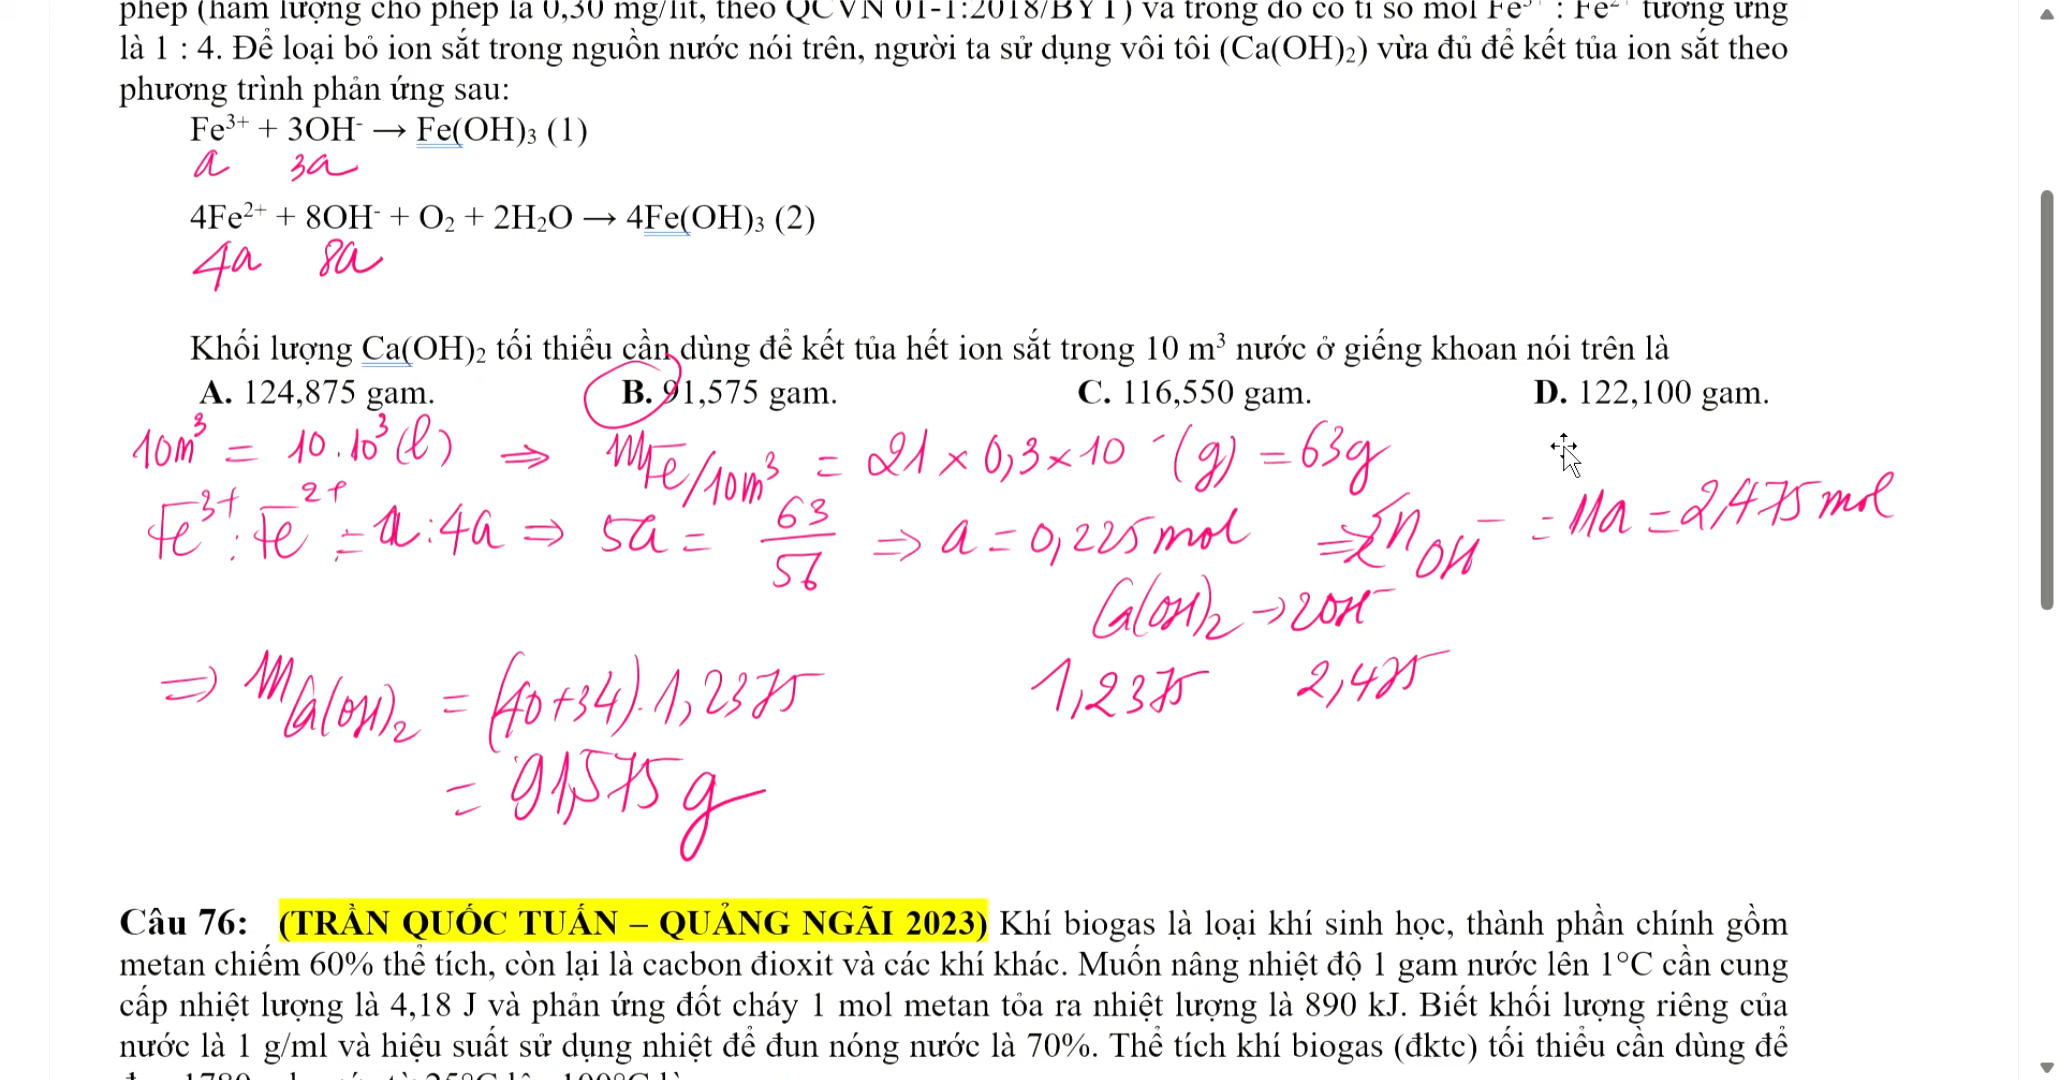 phép (hàm lượng cho phép là 0,30 mg/lít, theo QCVN 01-1:2018/BYT) và trong đó có tỉ số mol Fe³⁺ : Fe²⁺ tương ứng
là 1 : 4. Để loại bỏ ion sắt trong nguồn nước nói trên, người ta sử dụng vôi tôi (Ca(OH)₂) vừa đủ để kết tủa ion sắt theo
phương trình phản ứng sau:
Fe³⁺ + 3OH⁻ → Fe(OH)₃ (1)
a 3a
4Fe²⁺ + 8OH⁻ + O₂ + 2H₂O → 4Fe(OH)₃ (2)
4a 8a
Khối lượng Ca(OH)₂ tối thiểu cần dùng để kết tủa hết ion sắt trong 10 m³ nước ở giếng khoan nói trên là
A. 124,875 gam. B. 91,575 gam. C. 116,550 gam. D. 122,100 gam.
10m³ = 10.10³ (l) ⇒ mFe/10m³ = 21 × 0,3 × 10 (g) = 63g
Fe³⁺ : Fe²⁺ = a : 4a ⇒ 5a = 63/56 ⇒ a = 0,225 mol ⇒ Σn OH⁻ = 11a = 2,475 mol
Ca(OH)₂ → 2OH⁻
1,2375 2,475
⇒ mCa(OH)₂ = (40+34).1,2375
= 91,575 g
Câu 76: (TRẦN QUỐC TUẤN – QUẢNG NGÃI 2023) Khí biogas là loại khí sinh học, thành phần chính gồm
metan chiếm 60% thể tích, còn lại là cacbon đioxit và các khí khác. Muốn nâng nhiệt độ 1 gam nước lên 1°C cần cung
cấp nhiệt lượng là 4,18 J và phản ứng đốt cháy 1 mol metan tỏa ra nhiệt lượng là 890 kJ. Biết khối lượng riêng của
nước là 1 g/ml và hiệu suất sử dụng nhiệt để đun nóng nước là 70%. Thể tích khí biogas (đktc) tối thiểu cần dùng để